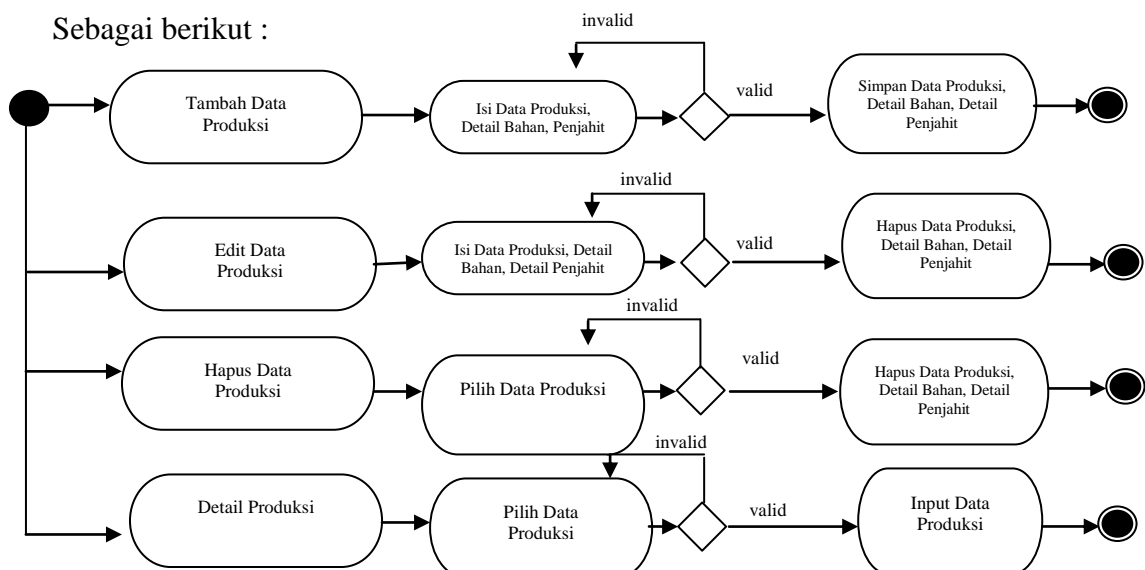 Sebagai berikut :
invalid
Tambah Data
Produksi
Isi Data Produksi,
Detail Bahan, Penjahit
valid
Simpan Data Produksi,
Detail Bahan, Detail
Penjahit
invalid
Edit Data
Produksi
Isi Data Produksi, Detail
Bahan, Detail Penjahit
valid
Hapus Data Produksi,
Detail Bahan, Detail
Penjahit
invalid
Hapus Data
Produksi
Pilih Data Produksi
valid
Hapus Data Produksi,
Detail Bahan, Detail
Penjahit
invalid
Detail Produksi
Pilih Data
Produksi
valid
Input Data
Produksi